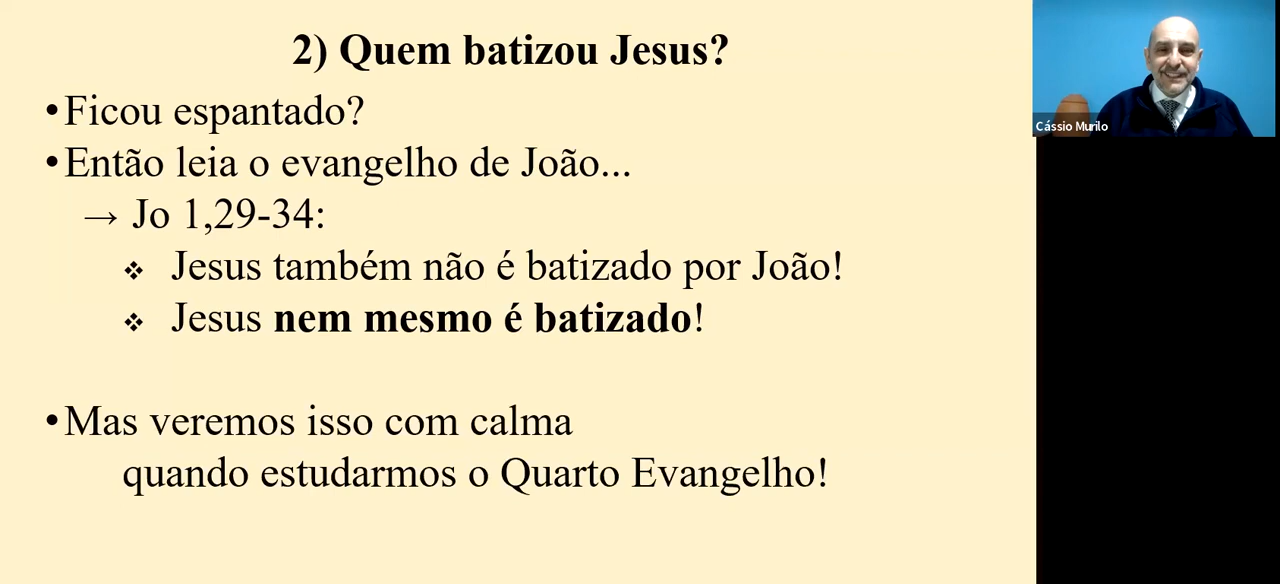 2) Quem batizou Jesus?
•Ficou espantado?
•Então leia o evangelho de João...
→ Jo 1,29-34:
❖ Jesus também não é batizado por João!
❖ Jesus nem mesmo é batizado!
•Mas veremos isso com calma
quando estudarmos o Quarto Evangelho!
Cássio Murilo